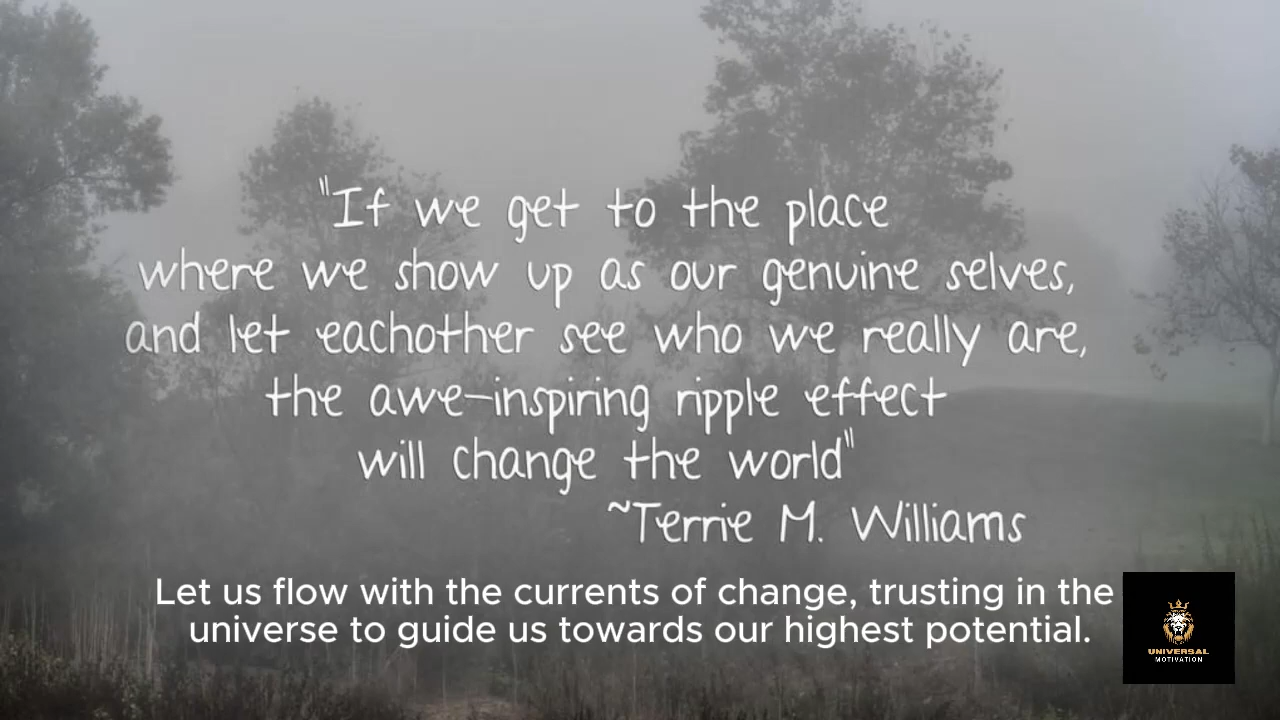 "If we get to the place
where we show up as our genuine selves,
and let eachother see who we really are,
the awe-inspiring ripple effect
will change the world"
~Terrie M. Williams
Let us flow with the currents of change, trusting in the
universe to guide us towards our highest potential.
UNIVERSAL
MOTIVATION